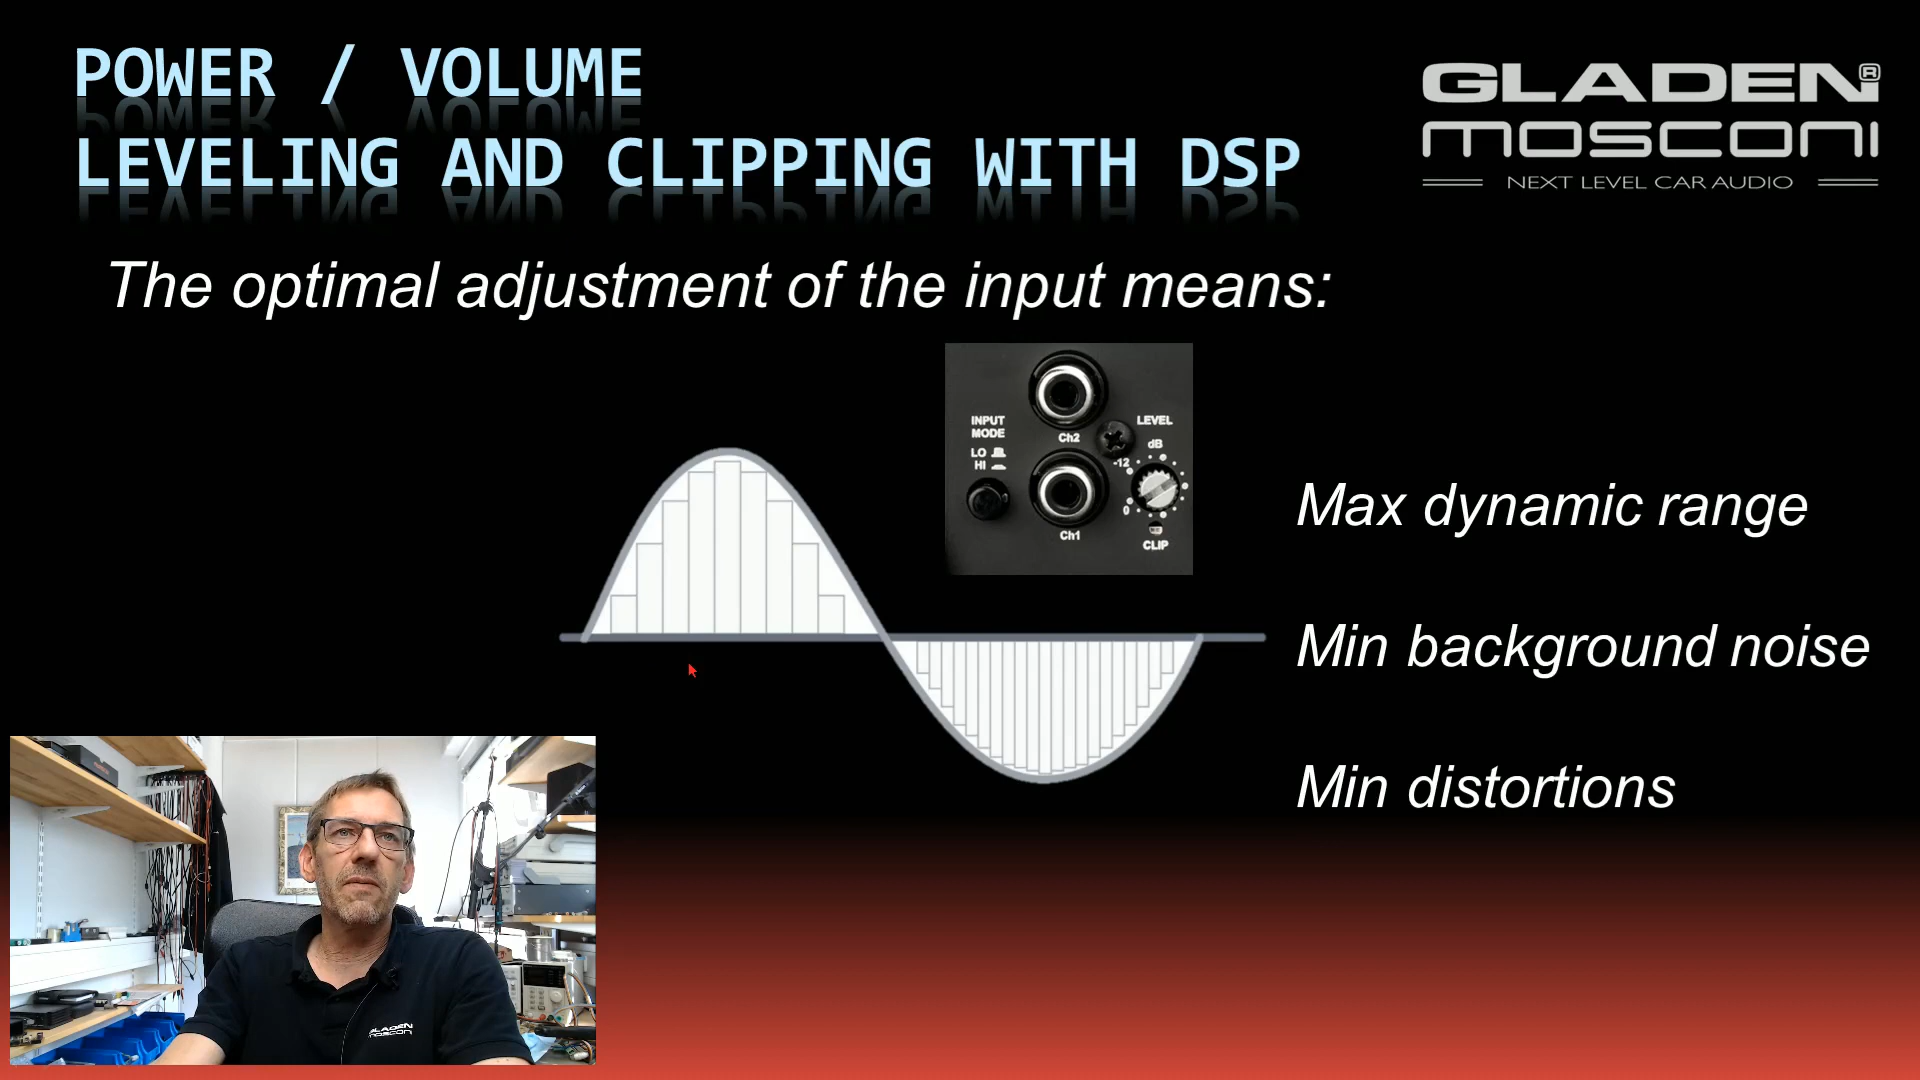 POWER / VOLUME
LEVELING AND CLIPPING WITH DSP
GLADEN®
MOSCONI
NEXT LEVEL CAR AUDIO
The optimal adjustment of the input means:
INPUT
MODE
LO
HI
Ch2
Ch1
LEVEL
dB
-12
0
CLIP
Max dynamic range
Min background noise
Min distortions
GLADEN
MOSCONI